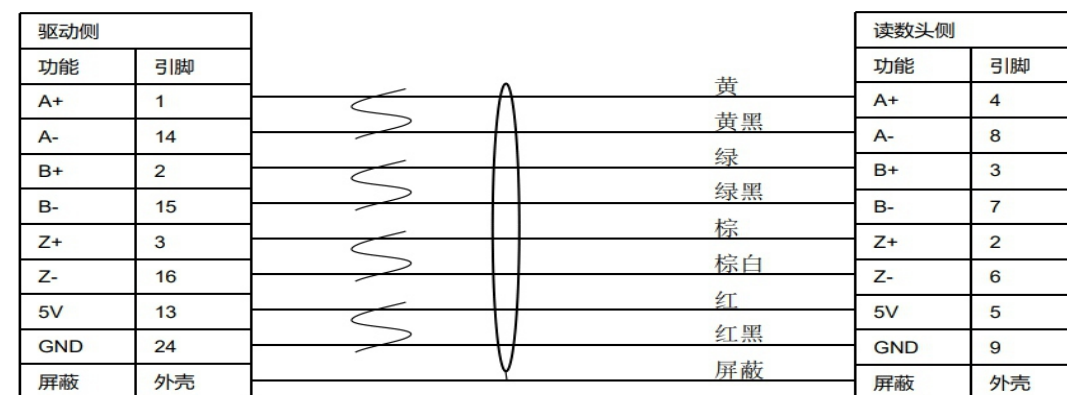 驱动侧 读数头侧
功能 引脚 功能 引脚
A+ 1 黄 A+ 4
A- 14 黄黑 A- 8
B+ 2 绿 B+ 3
B- 15 绿黑 B- 7
Z+ 3 棕 Z+ 2
Z- 16 棕白 Z- 6
5V 13 红 5V 5
GND 24 红黑 GND 9
屏蔽 外壳 屏蔽 屏蔽 外壳